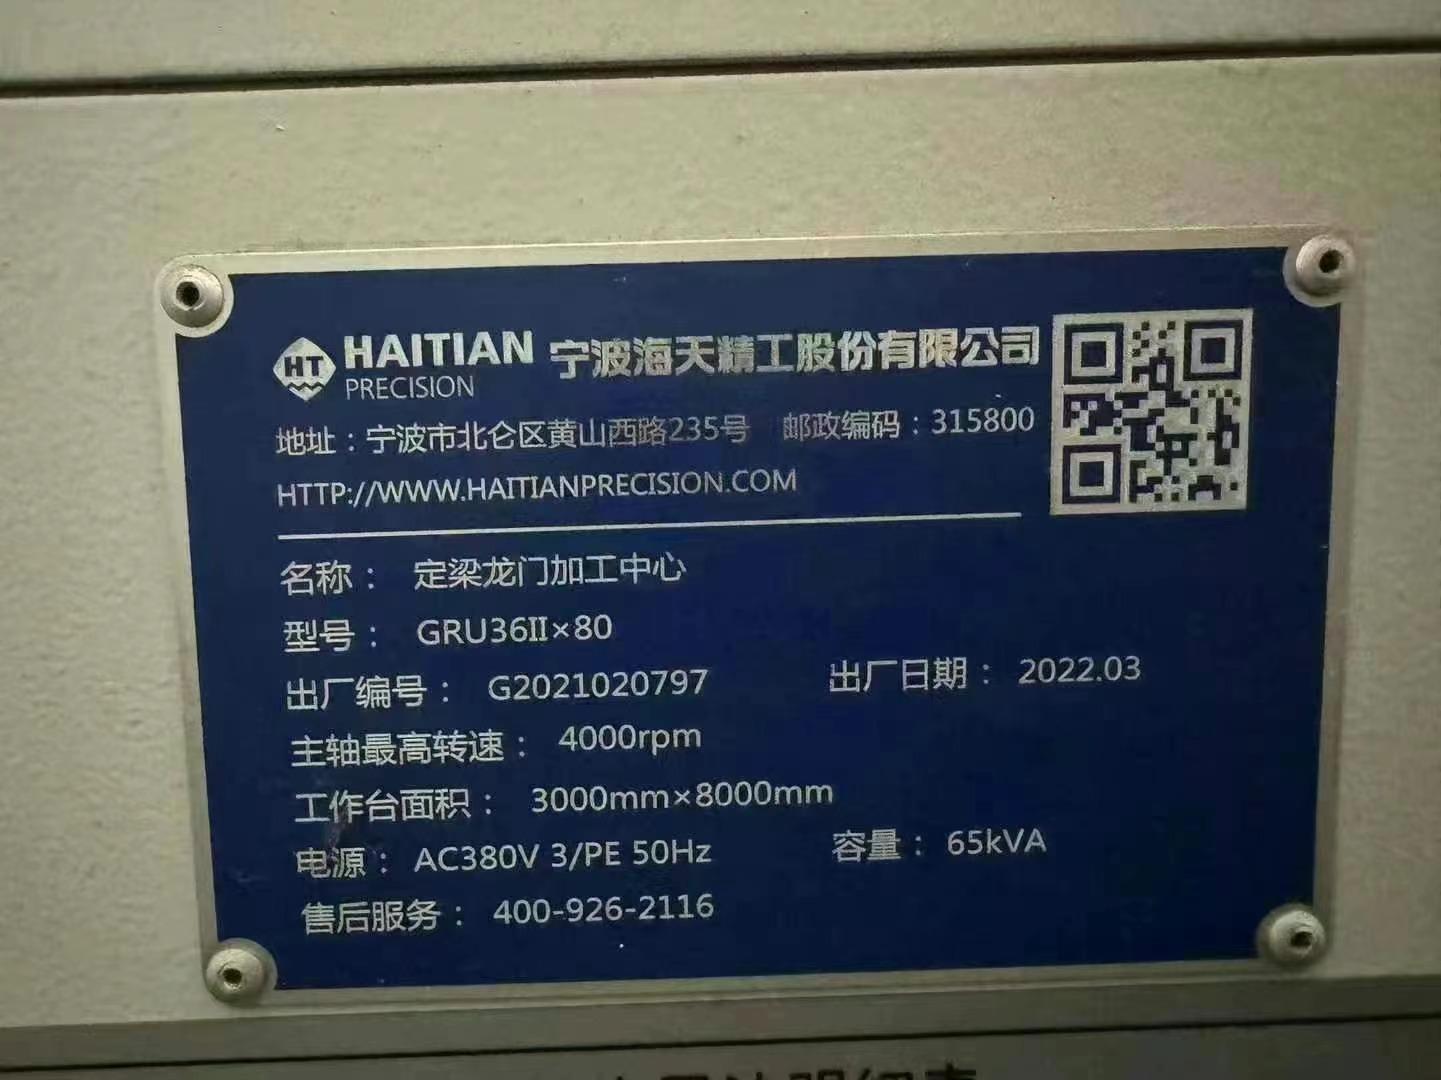 HT HAITIAN PRECISION 宁波海天精工股份有限公司
地址：宁波市北仑区黄山西路235号 邮政编码：315800
HTTP://WWW.HAITIANPRECISION.COM
名称： 定梁龙门加工中心
型号： GRU36II×80
出厂编号： G2021020797 出厂日期： 2022.03
主轴最高转速： 4000rpm
工作台面积： 3000mm×8000mm
电源： AC380V 3/PE 50Hz 容量： 65kVA
售后服务： 400-926-2116